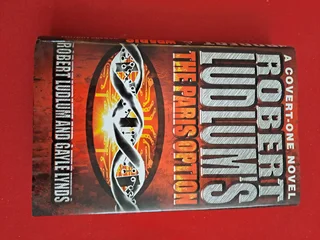 A COVERT-ONE NOVEL
ROBERT
LUDLUM'S
THE PARIS OPTION
ROBERT LUDLUM AND GAYLE LYNDS